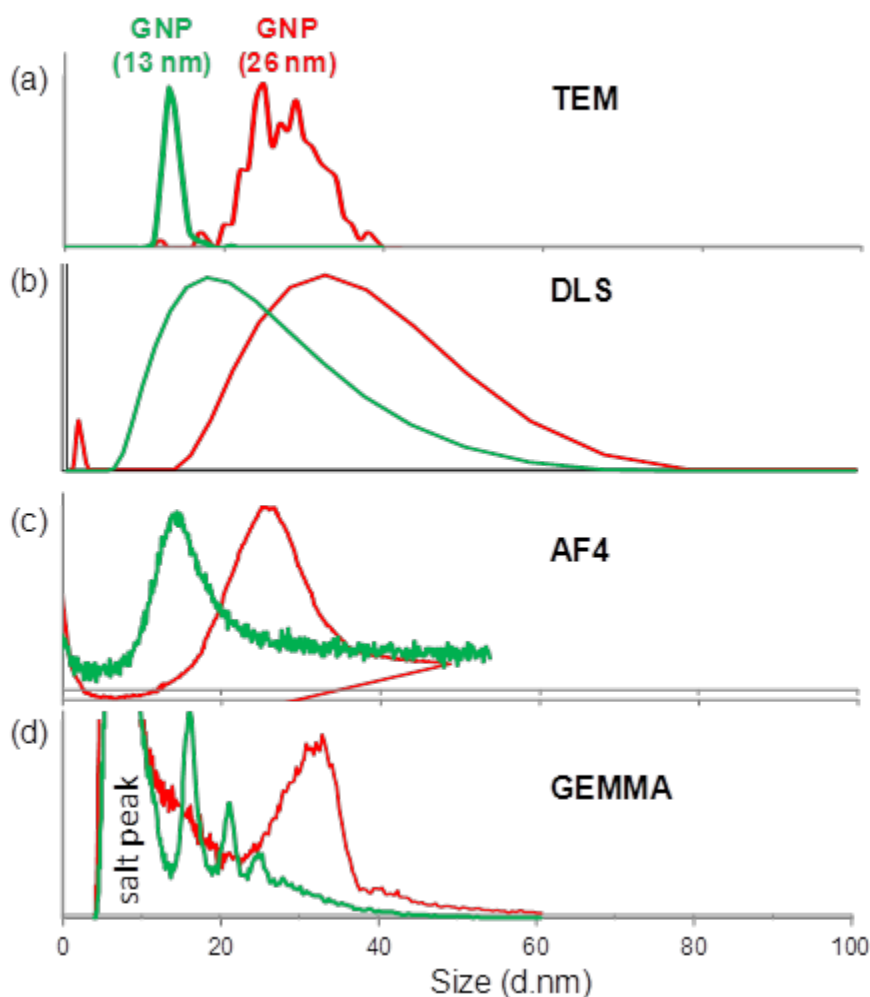 GNP
(13 nm)
GNP
(26 nm)
(a)
TEM
(b)
DLS
(c)
AF4
(d)
GEMMA
salt peak
0 20 40 60 80 100
Size (d.nm)